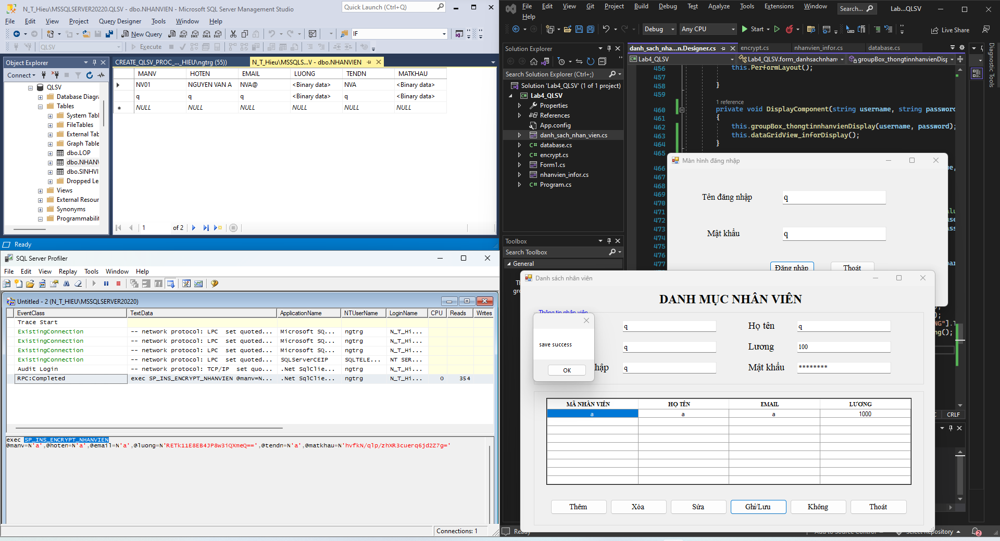 N_T_Hieu\MSSQLSERVER20220.QLSV - dbo.NHANVIEN - Microsoft SQL Server Management Studio
Quick Launch (Ctrl+Q)
File Edit View Project Query Designer Tools Window Help
New Query
MDX DMX XMLA DAX
IF
QLSV
Execute
Object Explorer
Connect
QLSV
Database Diagra
Tables
System Tabl
FileTables
External Tab
Graph Table
dbo.LOP
dbo.NHANV
dbo.SINHVI
Dropped Le
Views
External Resour
Synonyms
Programmabilit
CREATE_QLSV_PROC_..._HIEU\ngtrg (55))
N_T_Hieu\MSSQLS...V - dbo.NHANVIEN
MANV HOTEN EMAIL LUONG TENDN MATKHAU
NV01 NGUYEN VAN A NVA@ <Binary data> NVA <Binary data>
q q q <Binary data> q <Binary data>
NULL NULL NULL NULL NULL NULL
1 of 2
Ready
SQL Server Profiler
File Edit View Replay Tools Window Help
Untitled - 2 (N_T_HIEU\MSSQLSERVER20220)
EventClass TextData ApplicationName NTUserName LoginName CPU Reads Writes
Trace Start
ExistingConnection -- network protocol: LPC set quoted... Microsoft SQ... ngtrg N_T_Hi...
ExistingConnection -- network protocol: LPC set quoted... Microsoft SQ... ngtrg N_T_Hi...
ExistingConnection -- network protocol: LPC set quoted... Microsoft SQ... ngtrg N_T_Hi...
ExistingConnection -- network protocol: LPC set quoted... SQLServerCEIP SQLTELE... NT SER...
Audit Login -- network protocol: TCP/IP set quo... .Net SqlClie... ngtrg N_T_Hi...
RPC:Completed exec SP_INS_ENCRYPT_NHANVIEN @manv=N... .Net SqlClie... ngtrg N_T_Hi... 0 354
exec SP_INS_ENCRYPT_NHANVIEN
@manv=N'a',@hoten=N'a',@email=N'a',@luong=N'RETk11E8EB4JP8w3iQXmeQ==',@tendn=N'a',@matkhau=N'hvfkN/qlp/zhXR3cuerq6jd2Z7g='
Connections: 1
File Edit View Git Project Build Debug Test Analyze Tools Extensions Window
Search...
Lab...QLSV
Help
Debug
Any CPU
Start
Live Share
Solution Explorer
Search Solution Explorer (Ctrl+;)
Solution 'Lab4_QLSV' (1 of 1 project)
Lab4_QLSV
Properties
References
App.config
danh_sach_nhan_vien.cs
C# database.cs
C# encrypt.cs
Form1.cs
nhanvien_infor.cs
C# Program.cs
Toolbox
Search Toolbox
General
danh_sach_nha...n.Designer.cs encrypt.cs nhanvien_infor.cs database.cs
Lab4_QLSV
Lab4_QLSV.form_danhsachnhanv
groupBox_thongtinnhanvienDisp
456 this.PerformLayout();
457
458 }
459
1 reference
460 private void DisplayComponent(string username, string password
461 {
462 this.groupBox_thongtinnhanvienDisplay(username, password);
463 this.dataGridView_inforDisplay();
464 }
465
466
467
468
469
470
471
472
473
474
475
476
477
Diagnostic Tools
Màn hình đăng nhập
Tên đăng nhập q
Mật khẩu q
Đăng nhập Thoát
Danh sách nhân viên
DANH MỤC NHÂN VIÊN
Thông tin nhân viên
q Họ tên q
q Lương 100
hập q Mật khẩu ********
save success
OK
MÃ NHÂN VIÊN HỌ TÊN EMAIL LƯƠNG
a a a 1000
Thêm Xóa Sửa Ghi/Lưu Không Thoát
CRLF
Ready
Add to Source Control
Select Repository
2